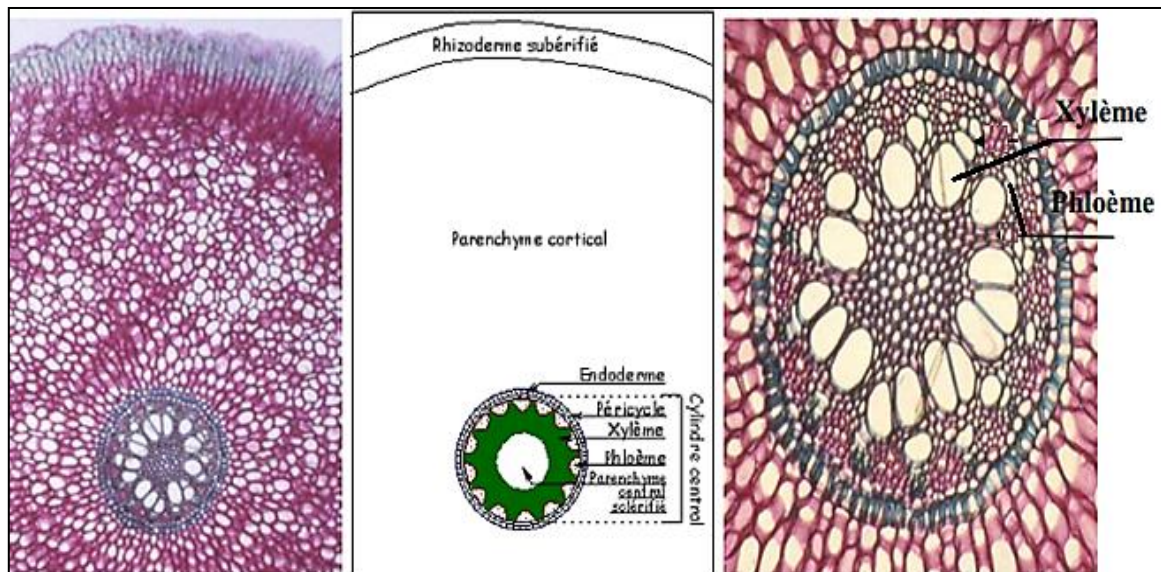 Rhizoderme subérifié
Parenchyme cortical
Endoderme
Péricycle
Xylème
Phloème
Parenchyme
central
sclérifié
Cylindre central
Xylème
Phloème